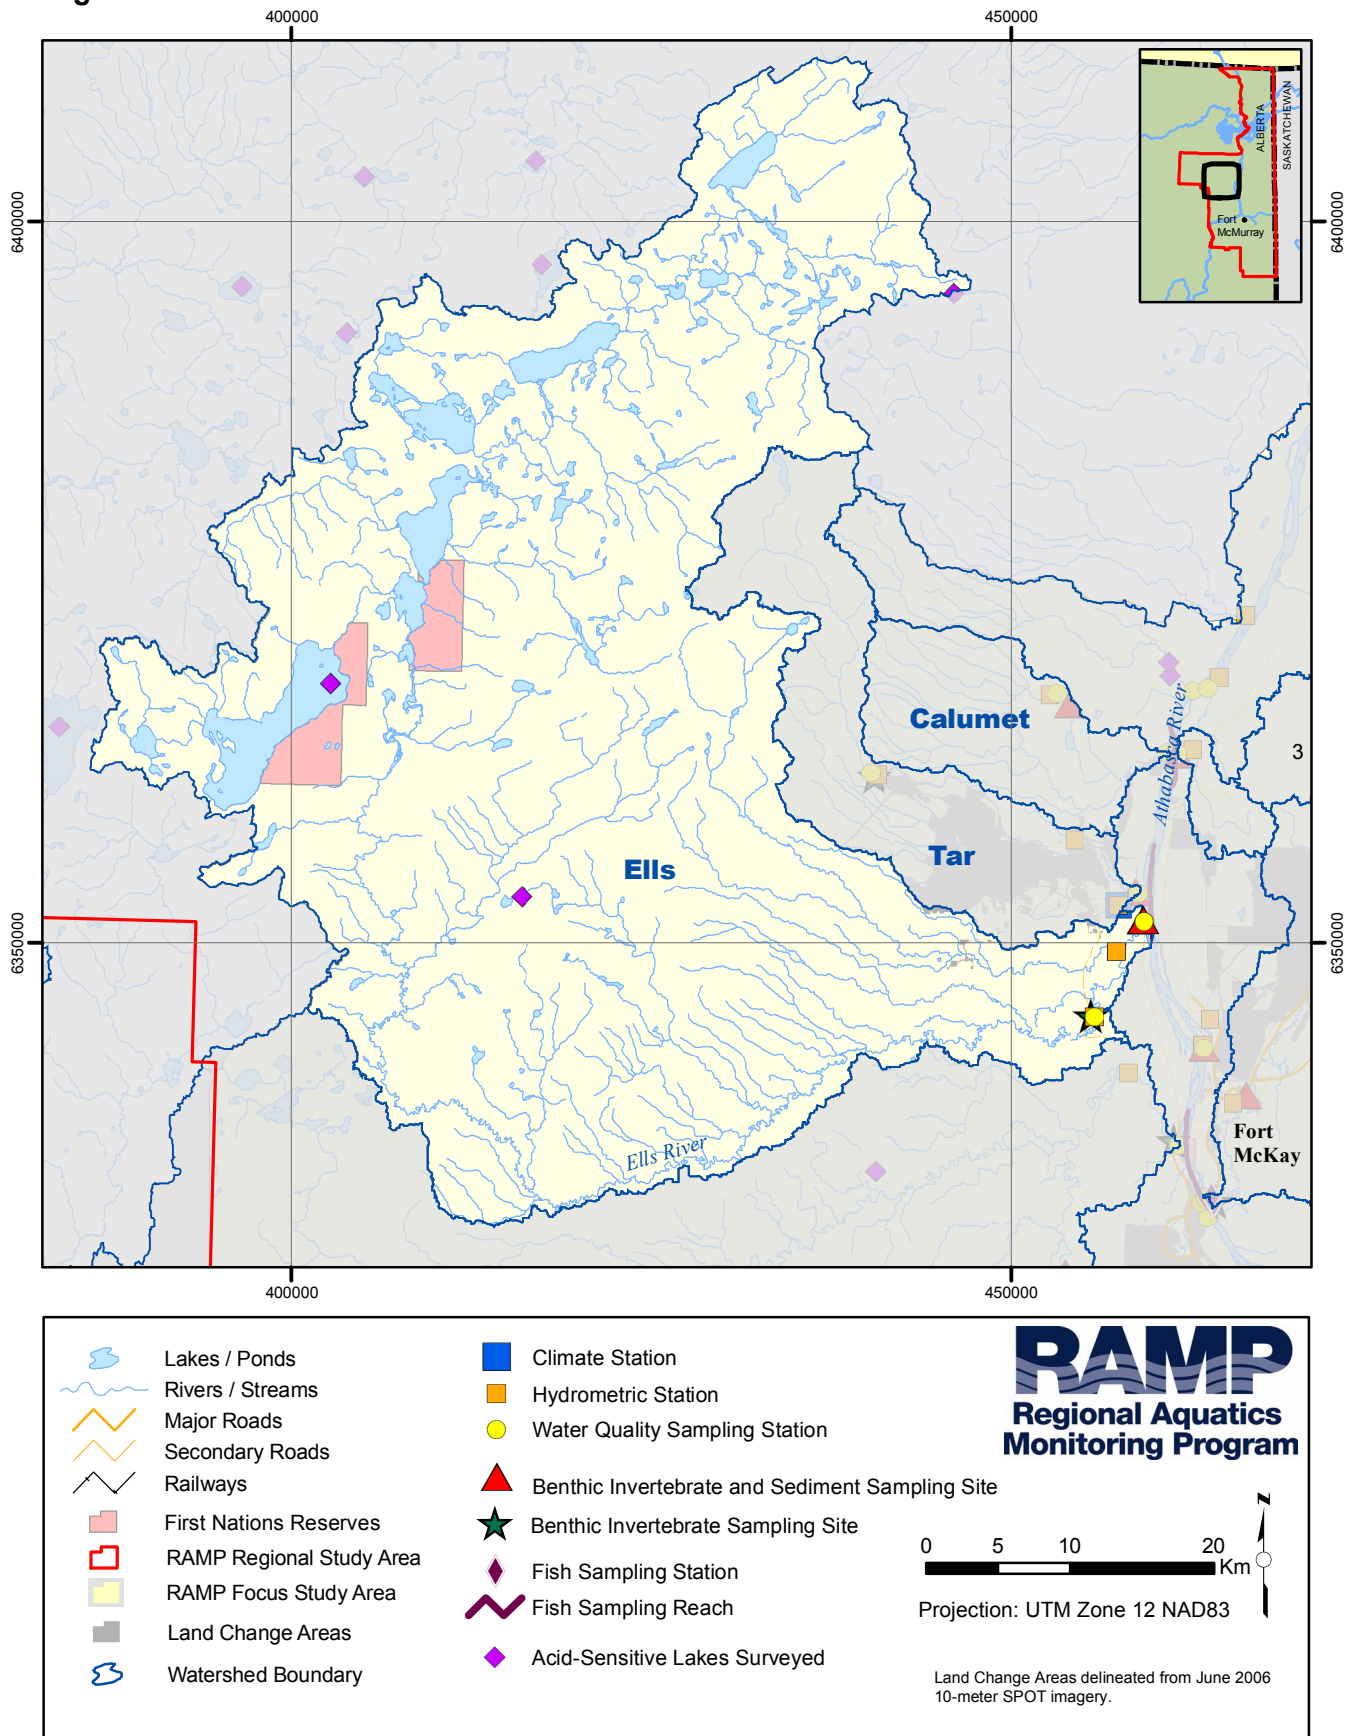 400000
450000
6400000
6400000
ALBERTA
SASKATCHEWAN
Fort
McMurray
Calumet
Athabasca River
3
Tar
Ells
6350000
6350000
Ells River
Fort
McKay
400000
450000
Lakes / Ponds
Rivers / Streams
Major Roads
Secondary Roads
Railways
First Nations Reserves
RAMP Regional Study Area
RAMP Focus Study Area
Land Change Areas
Watershed Boundary
Climate Station
Hydrometric Station
Water Quality Sampling Station
Benthic Invertebrate and Sediment Sampling Site
Benthic Invertebrate Sampling Site
Fish Sampling Station
Fish Sampling Reach
Acid-Sensitive Lakes Surveyed
RAMP
Regional Aquatics
Monitoring Program
N
0 5 10 20
Km
Projection: UTM Zone 12 NAD83
Land Change Areas delineated from June 2006
10-meter SPOT imagery.